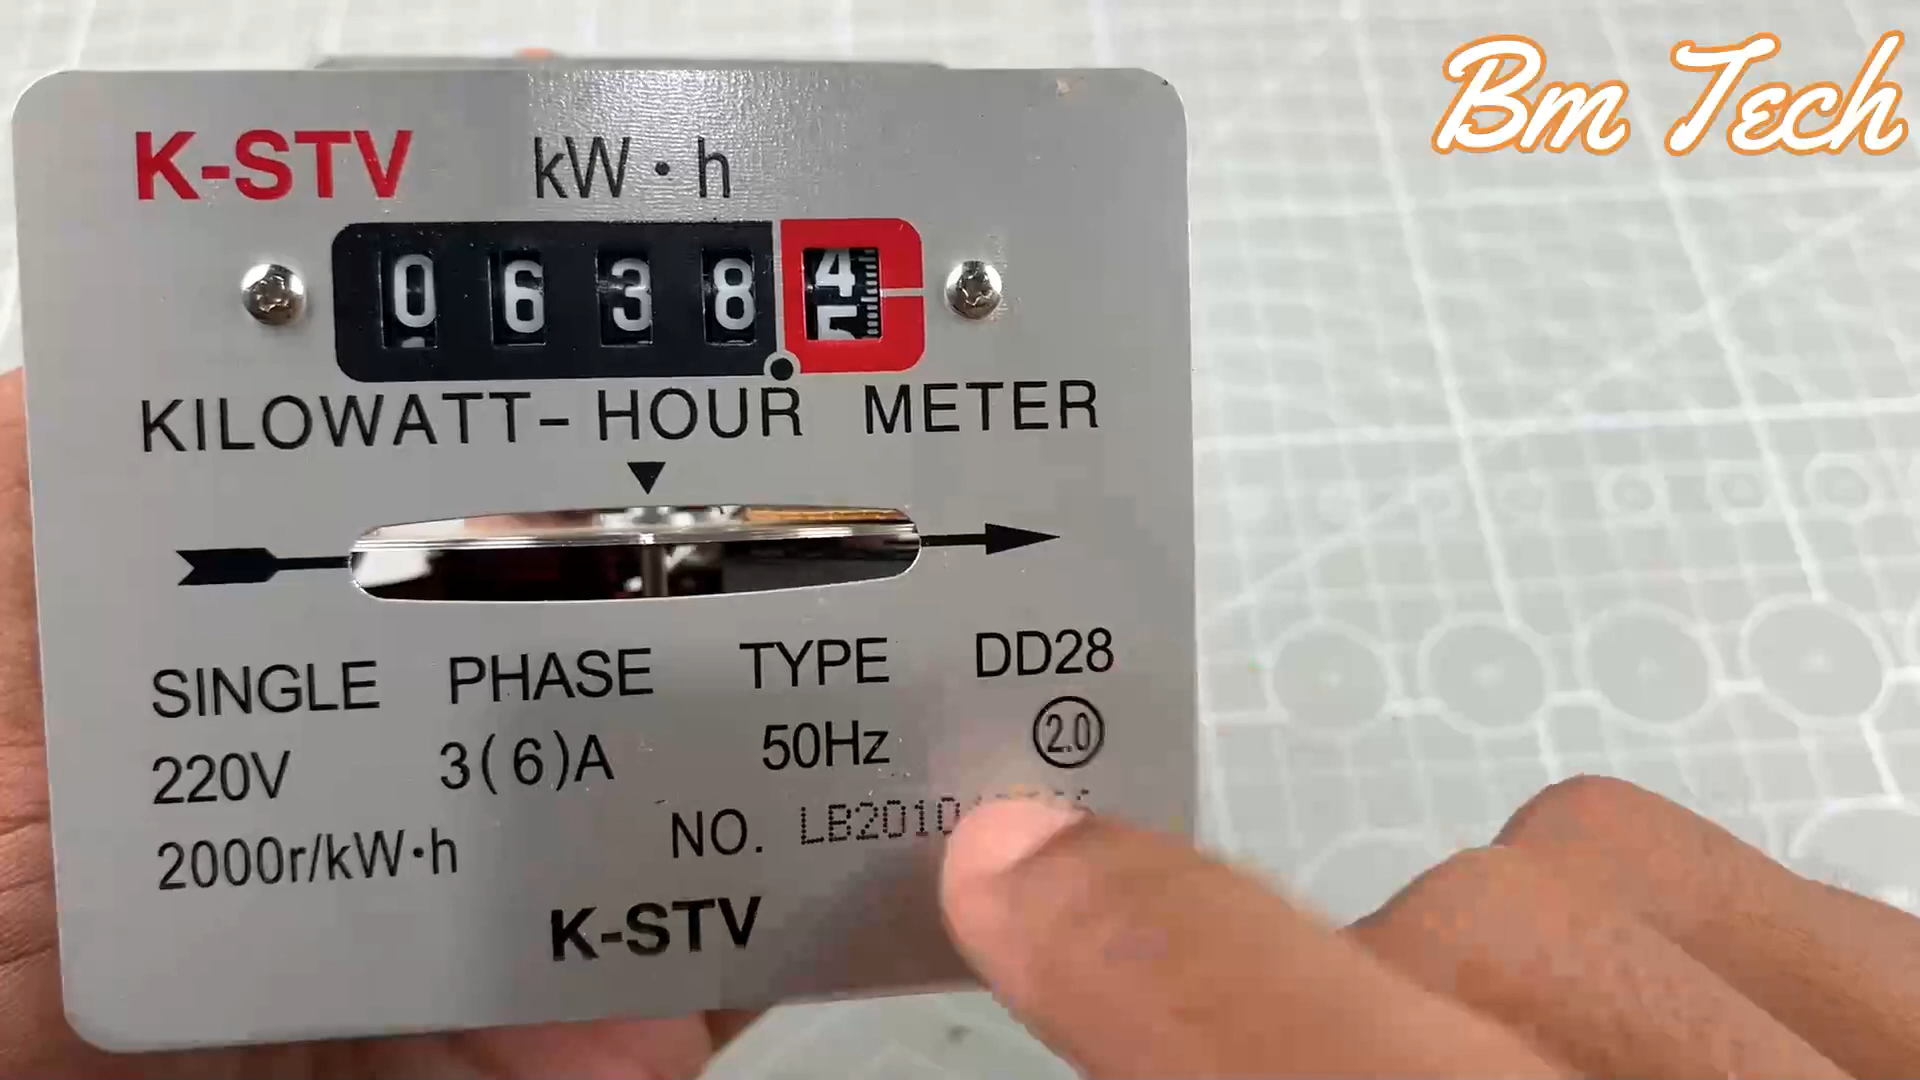 Bm Tech
K-STV kW·h
0 6 3 8 4
KILOWATT-HOUR METER
SINGLE PHASE TYPE DD28
220V 3(6)A 50Hz 2.0
2000r/kW·h NO.
K-STV